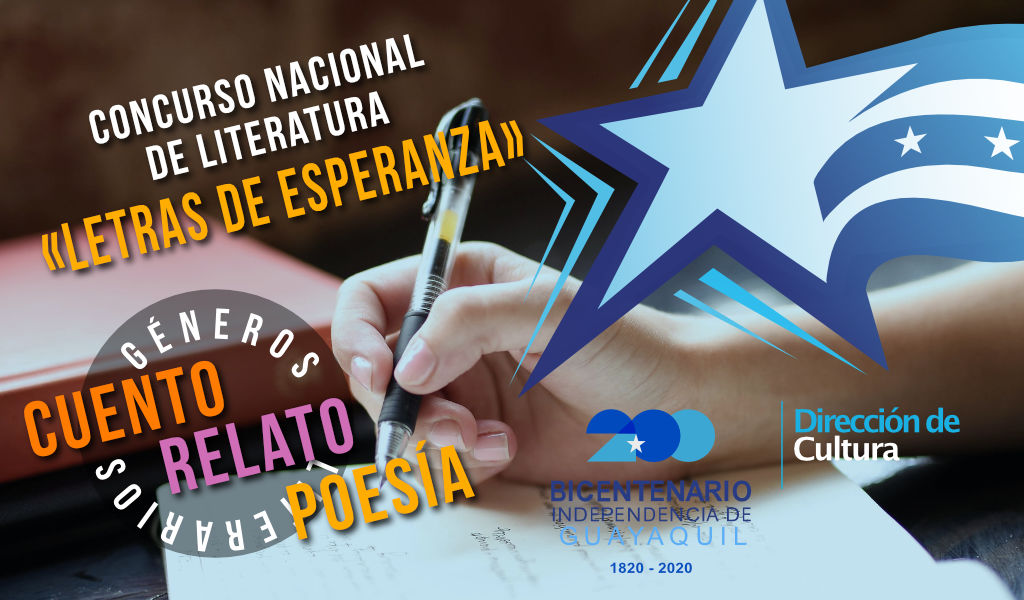 CONCURSO NACIONAL
DE LITERATURA
«LETRAS DE ESPERANZA»
GÉNEROS
CUENTO
RELATO
POESÍA
200
BICENTENARIO
INDEPENDENCIA DE
GUAYAQUIL
1820 - 2020
Dirección de
Cultura